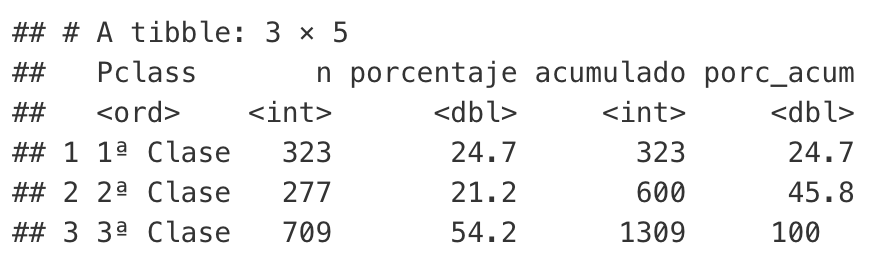 ## # A tibble: 3 × 5
##   Pclass       n porcentaje acumulado porc_acum
##   <ord>    <int>      <dbl>     <int>     <dbl>
## 1 1ª Clase   323       24.7       323      24.7
## 2 2ª Clase   277       21.2       600      45.8
## 3 3ª Clase   709       54.2      1309     100